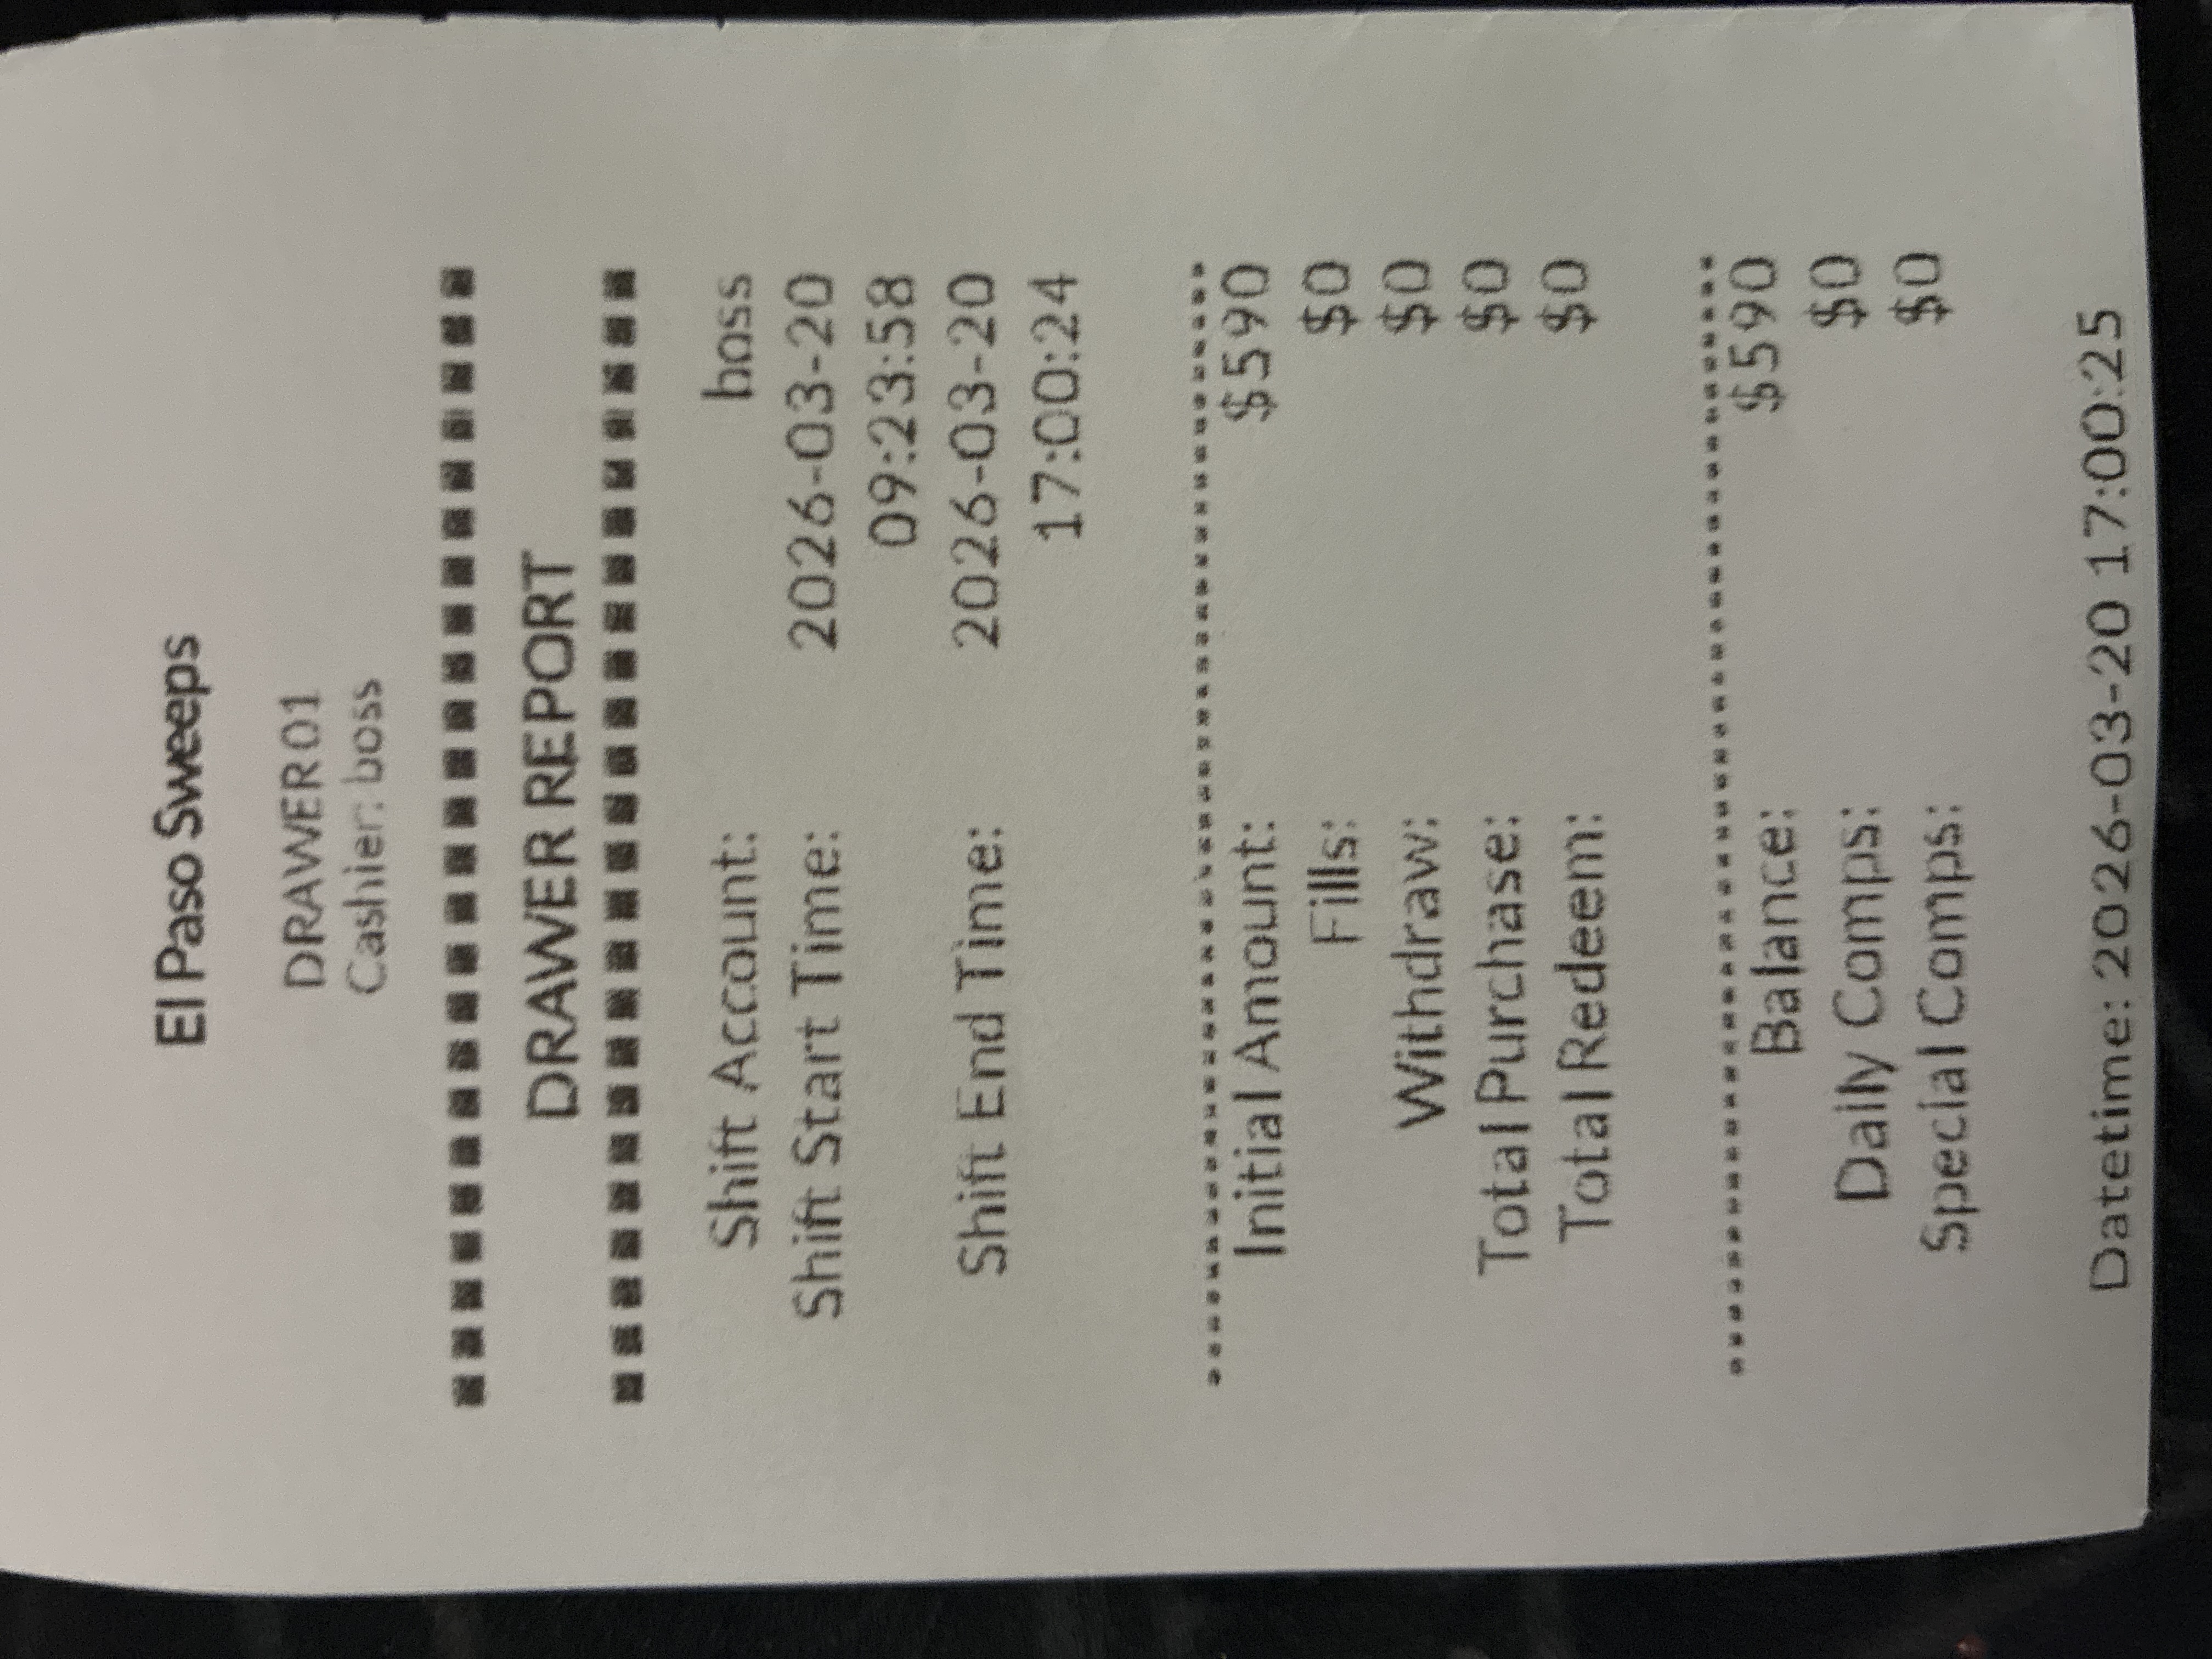 El Paso Sweeps
DRAWER01
Cashier: boss
DRAWER REPORT
Shift Account: boss
Shift Start Time: 2026-03-20
09:23:58
Shift End Time: 2026-03-20
17:00:24
Initial Amount: $590
Fills: $0
Withdraw: $0
Total Purchase: $0
Total Redeem: $0
Balance: $590
Daily Comps: $0
Special Comps: $0
Datetime: 2026-03-20 17:00:25